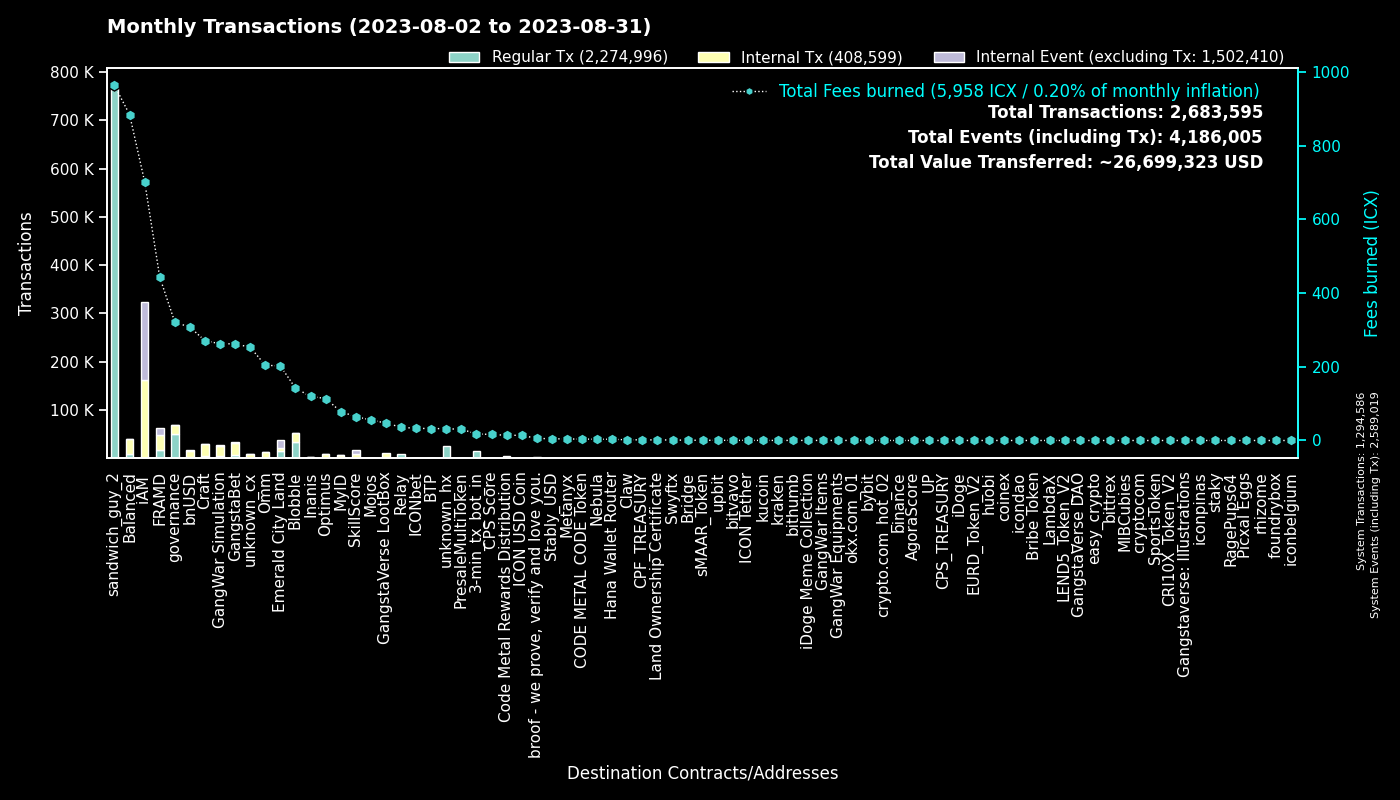 Monthly Transactions (2023-08-02 to 2023-08-31)
Regular Tx (2,274,996)
Internal Tx (408,599)
Internal Event (excluding Tx: 1,502,410)
Total Fees burned (5,958 ICX / 0.20% of monthly inflation)
Total Transactions: 2,683,595
Total Events (including Tx): 4,186,005
Total Value Transferred: ~26,699,323 USD
Transactions
800 K
700 K
600 K
500 K
400 K
300 K
200 K
100 K
1000
800
600
400
200
0
Fees burned (ICX)
System Transactions: 1,294,586
System Events (including Tx): 2,589,019
sandwich_guy_2
Balanced
iAM
FRAMD
governance
bnUSD
Craft
GangWar Simulation
GangstaBet
unknown_cx
Omm
Emerald City Land
Blobble
Inanis
Optimus
MyID
SkillScore
Mojos
GangstaVerse LootBox
Relay
ICONbet
BTP
unknown_hx
PresaleMultiToken
3-min_tx_bot_in
CPS_Score
Code Metal Rewards Distribution
ICON USD Coin
broof - we prove, verify and love you.
Stably_USD
Metanyx
CODE METAL CODE Token
Nebula
Hana Wallet Router
Claw
CPF_TREASURY
Land Ownership Certificate
Swyftx
Bridge
sMAAR_Token
upbit
bitvavo
ICON Tether
kucoin
kraken
bithumb
iDoge Meme Collection
GangWar Items
GangWar Equipments
okx.com_01
bybit
crypto.com_hot_02
binance
AgoraScore
UP
CPS_TREASURY
iDoge
EURD_Token_V2
huobi
coinex
icondao
Bribe Token
LambdaX
LEND5_Token_V2
GangstaVerse DAO
easy_crypto
bittrex
MIBCubies
cryptocom
SportsToken
CRI10X_Token_V2
Gangstaverse: Illustrations
iconpinas
staky
RagePups64
Picxal Eggs
rhizome
foundrybox
iconbelgium
Destination Contracts/Addresses